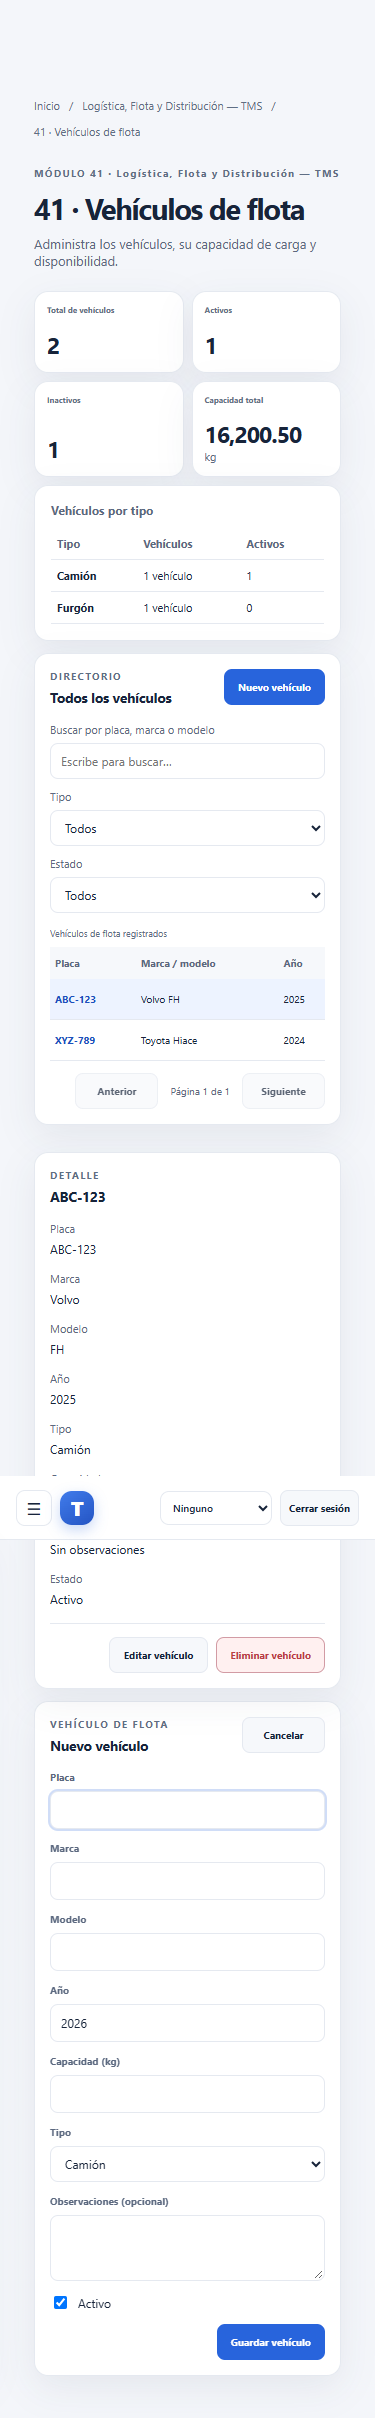 Inicio / Logística, Flota y Distribución — TMS /
41 · Vehículos de flota
MÓDULO 41 · Logística, Flota y Distribución — TMS
41 · Vehículos de flota
Administra los vehículos, su capacidad de carga y
disponibilidad.
Total de vehículos
2
Activos
1
Inactivos
1
Capacidad total
16,200.50
kg
Vehículos por tipo
Tipo Vehículos Activos
Camión 1 vehículo 1
Furgón 1 vehículo 0
DIRECTORIO
Todos los vehículos
Nuevo vehículo
Buscar por placa, marca o modelo
Escribe para buscar...
Tipo
Todos
Estado
Todos
Vehículos de flota registrados
Placa Marca / modelo Año
ABC-123 Volvo FH 2025
XYZ-789 Toyota Hiace 2024
Anterior Página 1 de 1 Siguiente
DETALLE
ABC-123
Placa
ABC-123
Marca
Volvo
Modelo
FH
Año
2025
Tipo
Camión
☰ T Ninguno Cerrar sesión
Sin observaciones
Estado
Activo
Editar vehículo Eliminar vehículo
VEHÍCULO DE FLOTA
Nuevo vehículo
Cancelar
Placa
Marca
Modelo
Año
2026
Capacidad (kg)
Tipo
Camión
Observaciones (opcional)
Activo
Guardar vehículo